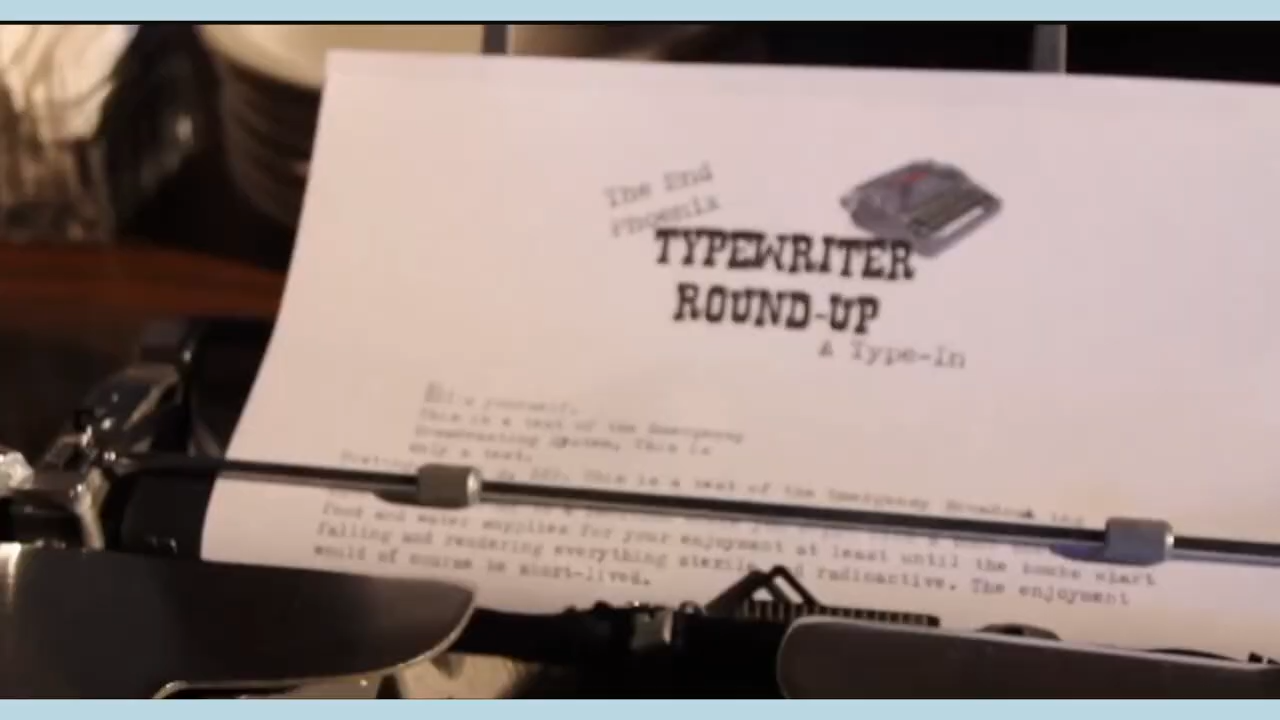 The 2nd
Phoenix
TYPEWRITER
ROUND-UP
A Type-In
yourself.
This is a test of the Emergency
Broadcasting System. This is
only a test.
This is a test of the Emergency Broadcast
food and water supplies for your enjoyment at least until the bombs start
falling and rendering everything sterile and radioactive. The enjoyment
would of course be short-lived.